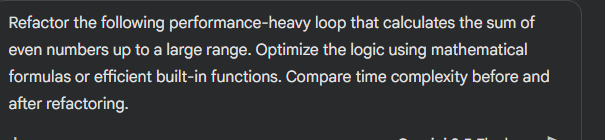 Refactor the following performance-heavy loop that calculates the sum of
even numbers up to a large range. Optimize the logic using mathematical
formulas or efficient built-in functions. Compare time complexity before and
after refactoring.